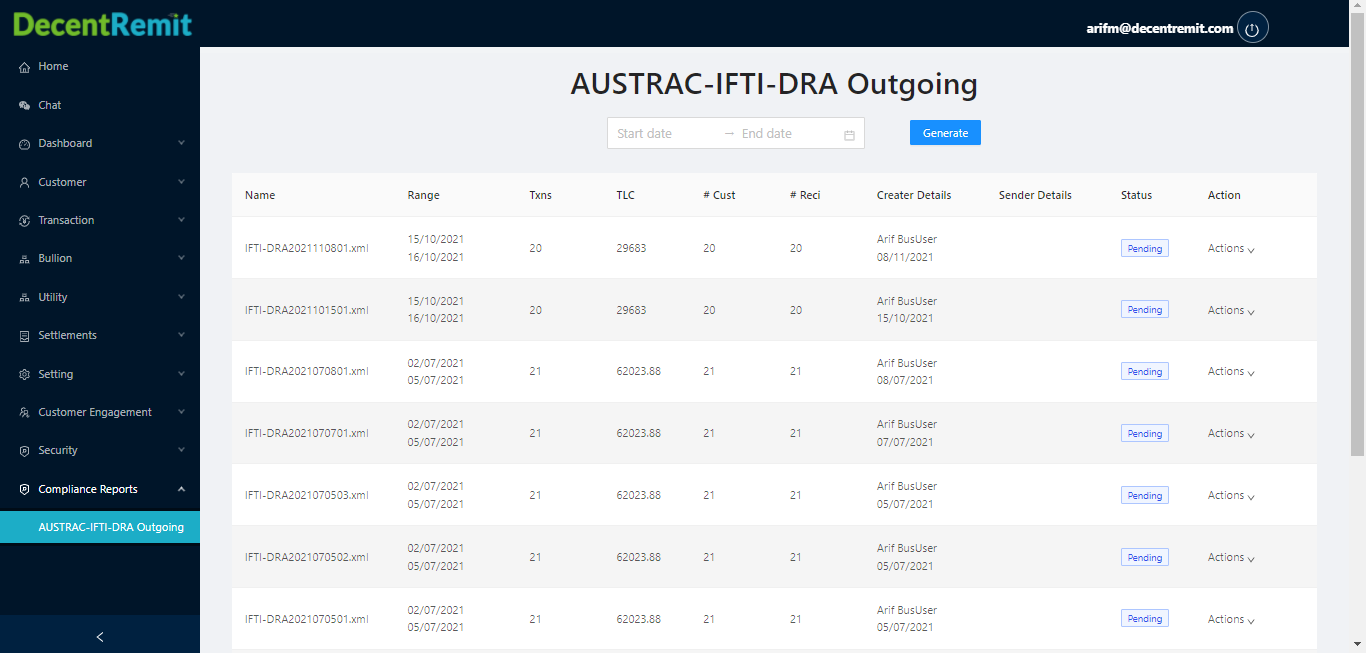 DecentRemit
arifm@decentremit.com
Home
Chat
Dashboard
Customer
Transaction
Bullion
Utility
Settlements
Setting
Customer Engagement
Security
Compliance Reports
AUSTRAC-IFTI-DRA Outgoing
AUSTRAC-IFTI-DRA Outgoing
Start date → End date
Generate
Name Range Txns TLC # Cust # Reci Creater Details Sender Details Status Action
IFTI-DRA2021110801.xml 15/10/2021 16/10/2021 20 29683 20 20 Arif BusUser 08/11/2021 Pending Actions
IFTI-DRA2021101501.xml 15/10/2021 16/10/2021 20 29683 20 20 Arif BusUser 15/10/2021 Pending Actions
IFTI-DRA2021070801.xml 02/07/2021 05/07/2021 21 62023.88 21 21 Arif BusUser 08/07/2021 Pending Actions
IFTI-DRA2021070701.xml 02/07/2021 05/07/2021 21 62023.88 21 21 Arif BusUser 07/07/2021 Pending Actions
IFTI-DRA2021070503.xml 02/07/2021 05/07/2021 21 62023.88 21 21 Arif BusUser 05/07/2021 Pending Actions
IFTI-DRA2021070502.xml 02/07/2021 05/07/2021 21 62023.88 21 21 Arif BusUser 05/07/2021 Pending Actions
IFTI-DRA2021070501.xml 02/07/2021 05/07/2021 21 62023.88 21 21 Arif BusUser 05/07/2021 Pending Actions